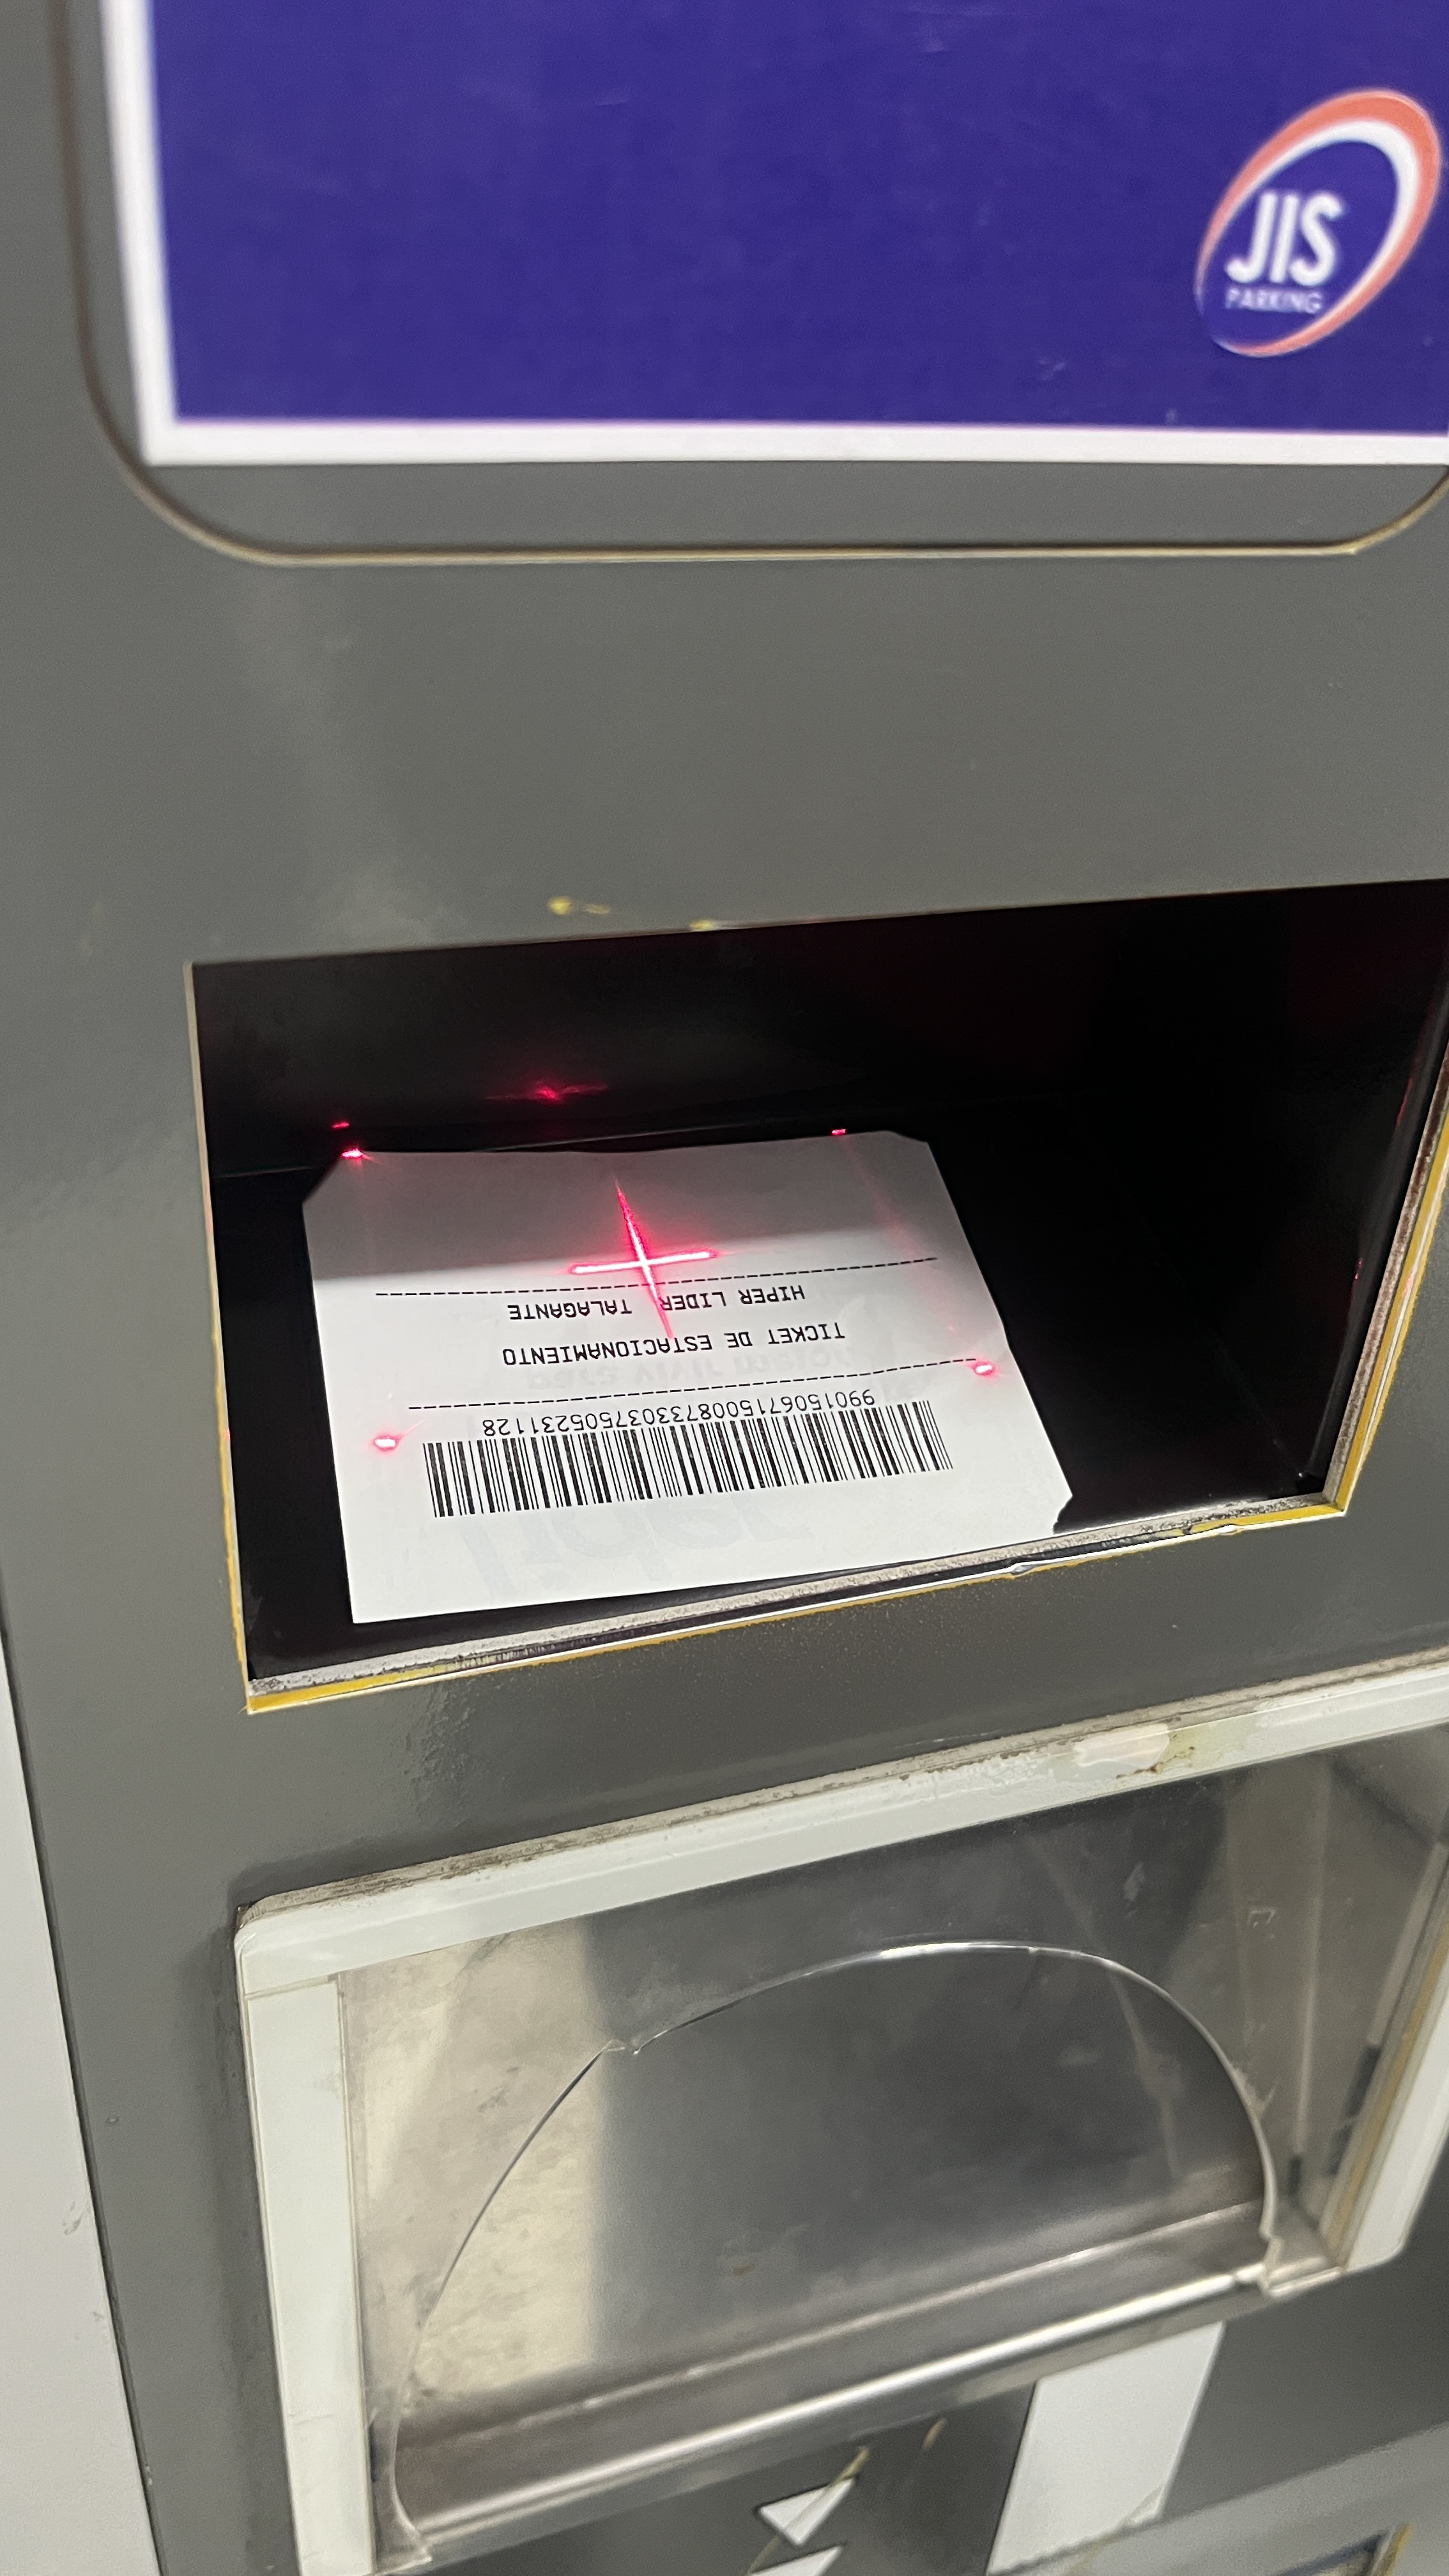 JIS
PARKING
9901506715008733037505231128
TICKET DE ESTACIONAMIENTO
HIPER LIDER TALAGANTE